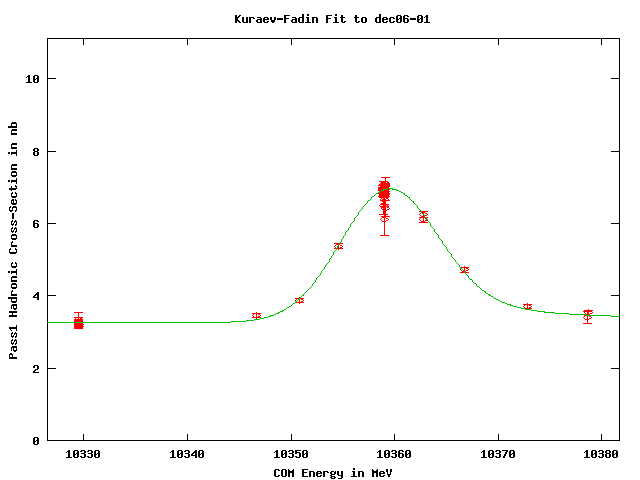 Kuraev-Fadin Fit to dec06-01
Pass1 Hadronic Cross-Section in nb
10
8
6
4
2
0
10330 10340 10350 10360 10370 10380
COM Energy in MeV